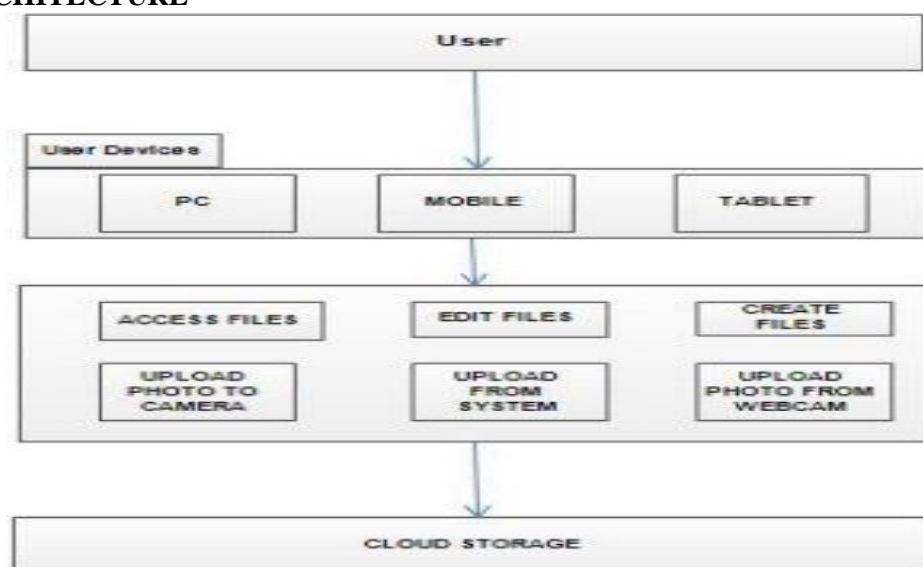 User
User Devices
PC
MOBILE
TABLET
ACCESS FILES
EDIT FILES
CREATE
FILES
UPLOAD
PHOTO TO
CAMERA
UPLOAD
FROM
SYSTEM
UPLOAD
PHOTO FROM
WEBCAM
CLOUD STORAGE